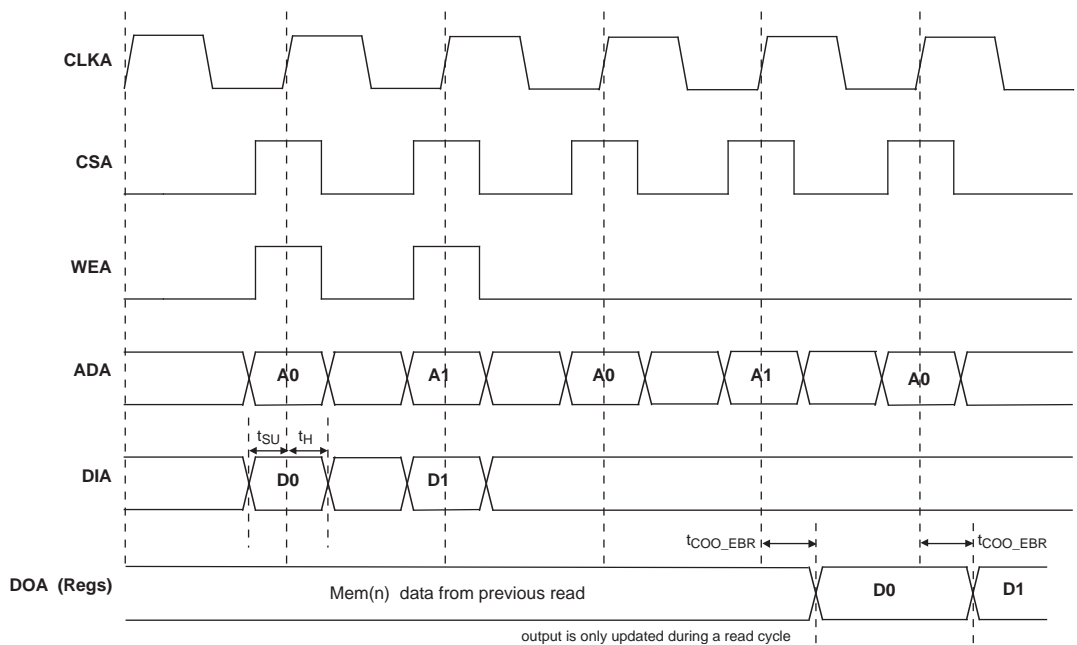 CLKA
CSA
WEA
ADA A0 A1 A0 A1 A0
tSU tH
DIA D0 D1
tCOO_EBR tCOO_EBR
DOA (Regs) Mem(n) data from previous read D0 D1
output is only updated during a read cycle